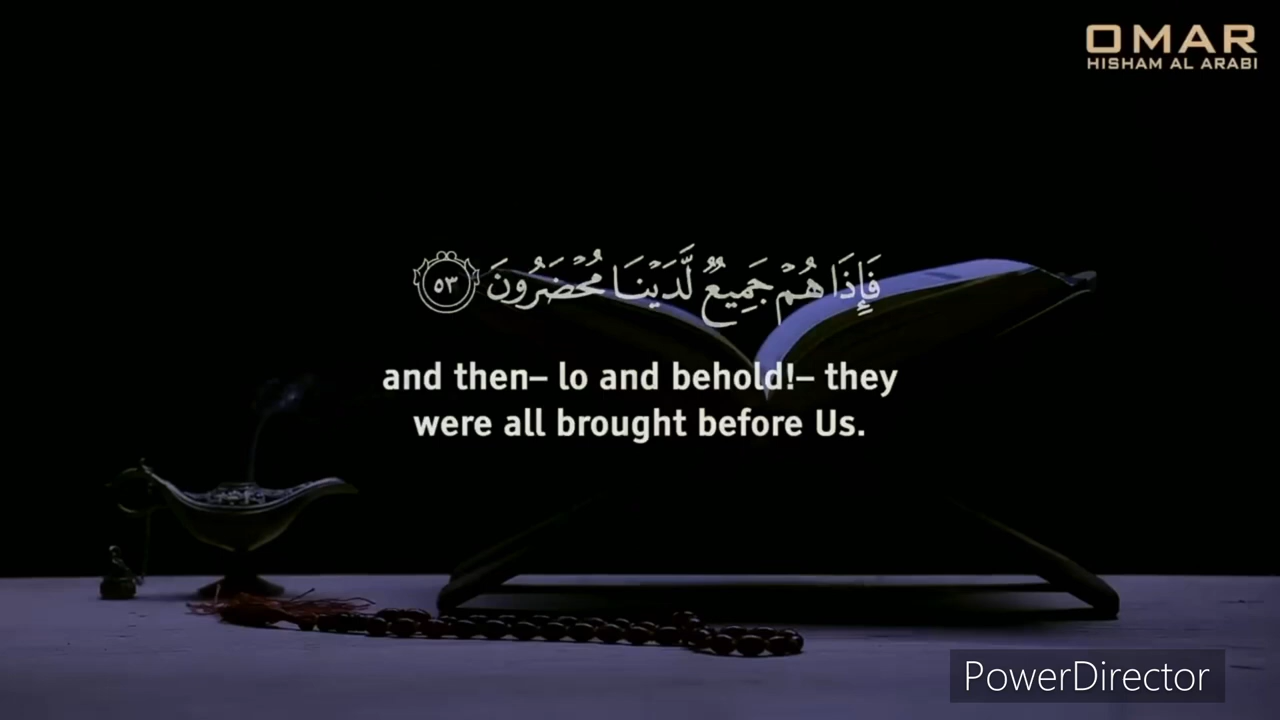 OMAR
HISHAM AL ARABI
فَإِذَا هُمْ جَمِيعٌ لَّدَيْنَا مُحْضَرُونَ ٥٣
and then– lo and behold!– they
were all brought before Us.
PowerDirector